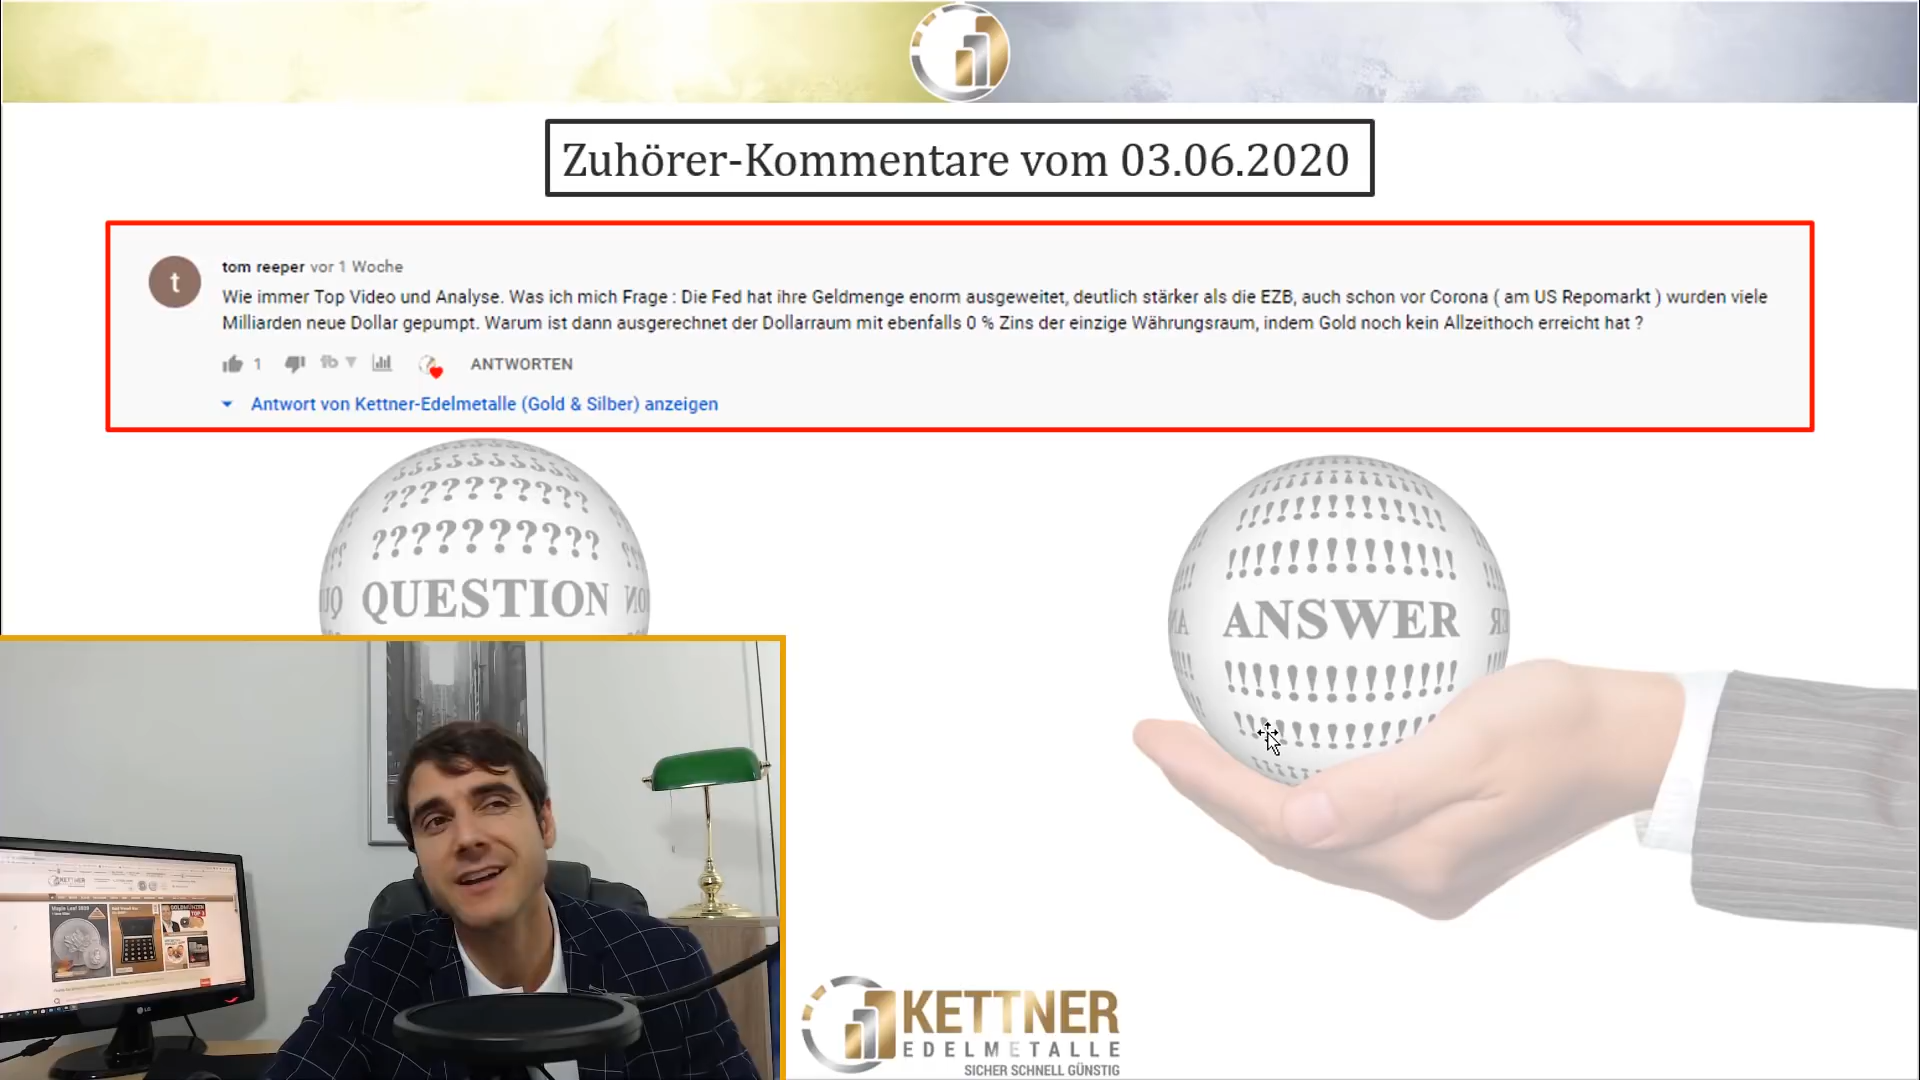 Zuhörer-Kommentare vom 03.06.2020
t
tom reeper vor 1 Woche
Wie immer Top Video und Analyse. Was ich mich Frage : Die Fed hat ihre Geldmenge enorm ausgeweitet, deutlich stärker als die EZB, auch schon vor Corona ( am US Repomarkt ) wurden viele
Milliarden neue Dollar gepumpt. Warum ist dann ausgerechnet der Dollarraum mit ebenfalls 0 % Zins der einzige Währungsraum, indem Gold noch kein Allzeithoch erreicht hat ?
1 ANTWORTEN
Antwort von Kettner-Edelmetalle (Gold & Silber) anzeigen
??????????
??????????
QUESTION
!!!!!!!!!!!!
ANSWER
!!!!!!!!!!!!
KETTNER
EDELMETALLE
SICHER SCHNELL GÜNSTIG
LG